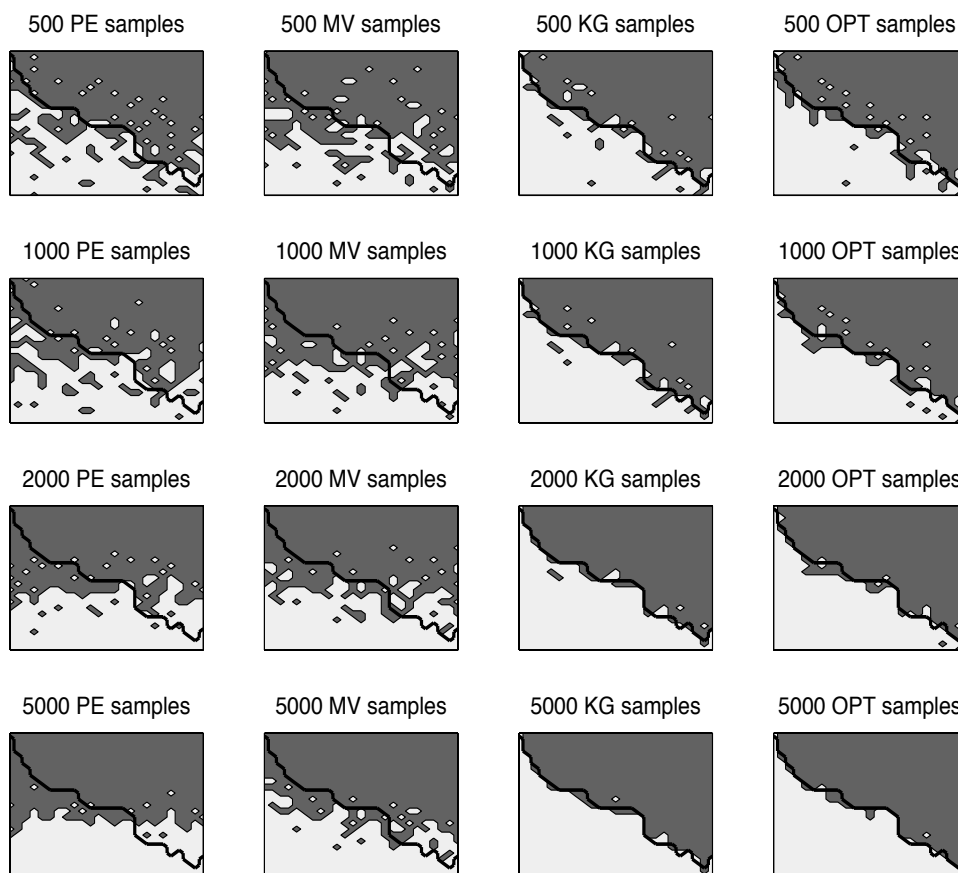 500 PE samples
500 MV samples
500 KG samples
500 OPT samples
1000 PE samples
1000 MV samples
1000 KG samples
1000 OPT samples
2000 PE samples
2000 MV samples
2000 KG samples
2000 OPT samples
5000 PE samples
5000 MV samples
5000 KG samples
5000 OPT samples